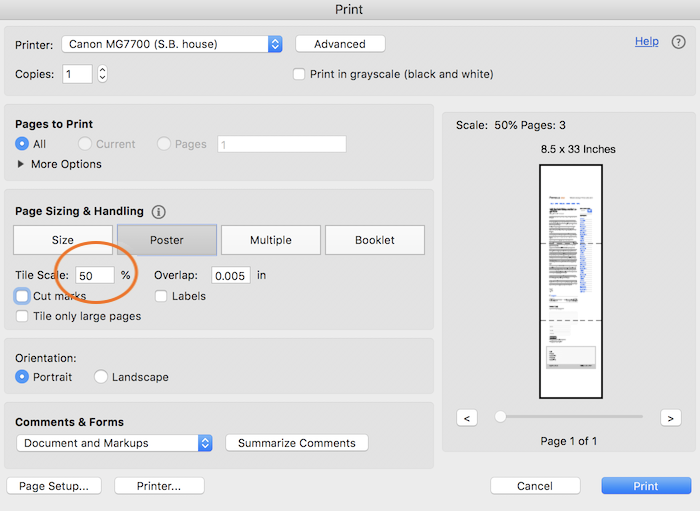 Print
Printer: Canon MG7700 (S.B. house) Advanced Help ?
Copies: 1 Print in grayscale (black and white)
Pages to Print
All Current Pages 1
More Options
Page Sizing & Handling i
Size Poster Multiple Booklet
Tile Scale: 50 % Overlap: 0.005 in
Cut marks Labels
Tile only large pages
Orientation:
Portrait Landscape
Comments & Forms
Document and Markups Summarize Comments
Scale: 50% Pages: 3
8.5 x 33 Inches
< >
Page 1 of 1
Page Setup... Printer... Cancel Print